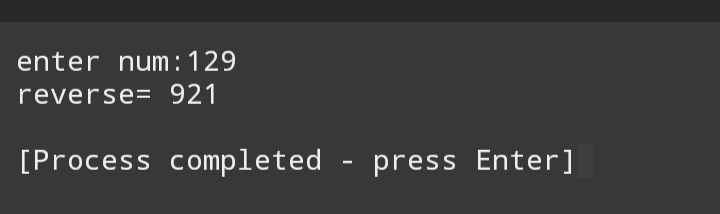 enter num:129
reverse= 921
[Process completed - press Enter]